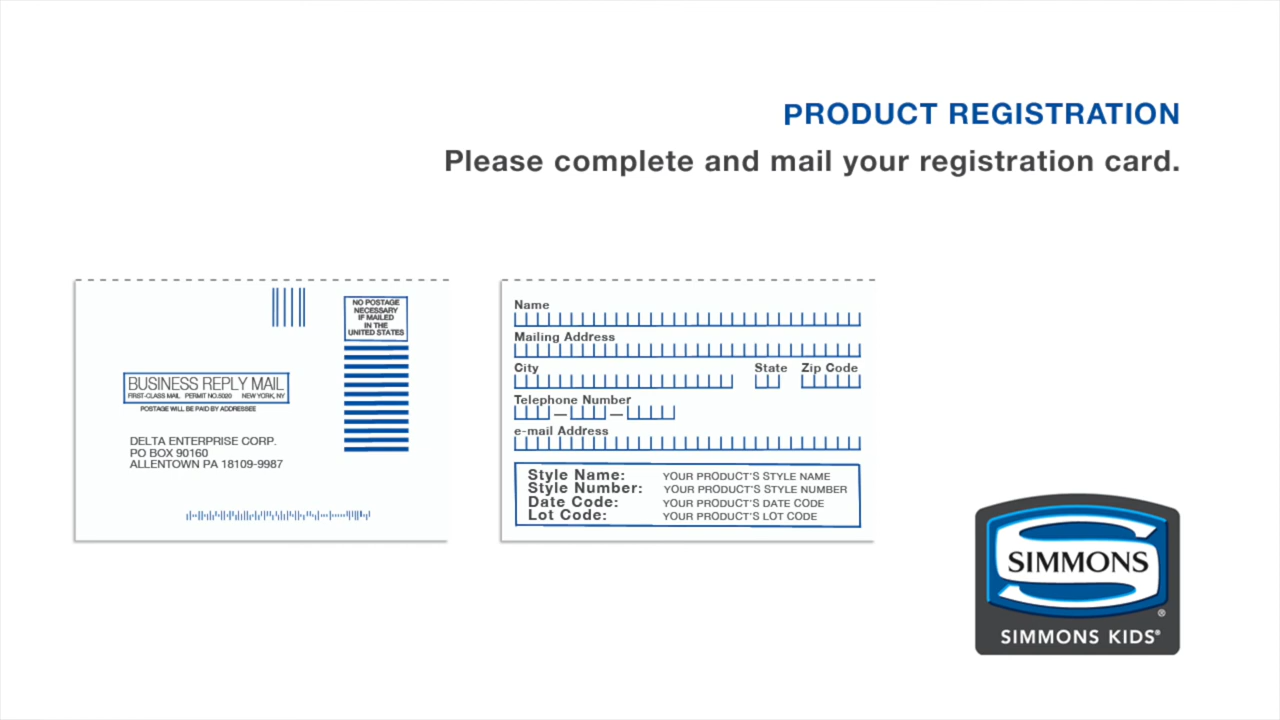 PRODUCT REGISTRATION
Please complete and mail your registration card.
NO POSTAGE
NECESSARY
IF MAILED
IN THE
UNITED STATES
BUSINESS REPLY MAIL
FIRST-CLASS MAIL PERMIT NO.5020 NEW YORK, NY
POSTAGE WILL BE PAID BY ADDRESSEE
DELTA ENTERPRISE CORP.
PO BOX 90160
ALLENTOWN PA 18109-9987
Name
Mailing Address
City State Zip Code
Telephone Number
e-mail Address
Style Name: YOUR PRODUCT'S STYLE NAME
Style Number: YOUR PRODUCT'S STYLE NUMBER
Date Code: YOUR PRODUCT'S DATE CODE
Lot Code: YOUR PRODUCT'S LOT CODE
SIMMONS
®
SIMMONS KIDS®